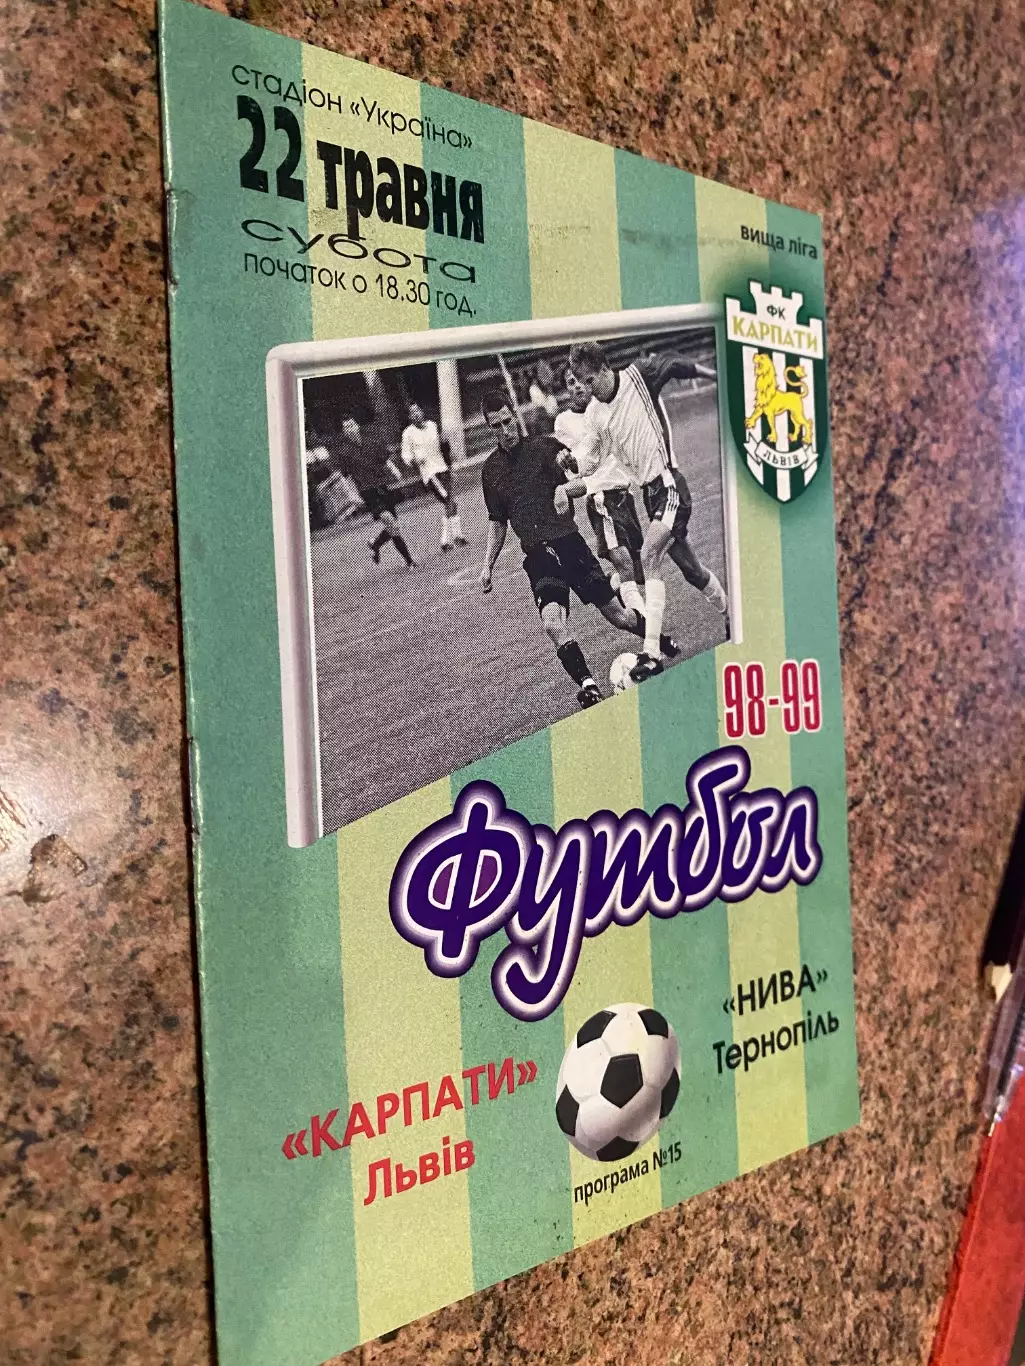 стадіон «Україна»
22 травня
субота
початок о 18.30 год.
вища ліга
ФК
КАРПАТИ
ЛЬВІВ
98-99
Футбол
«КАРПАТИ»
Львів
«НИВА»
Тернопіль
програма №15